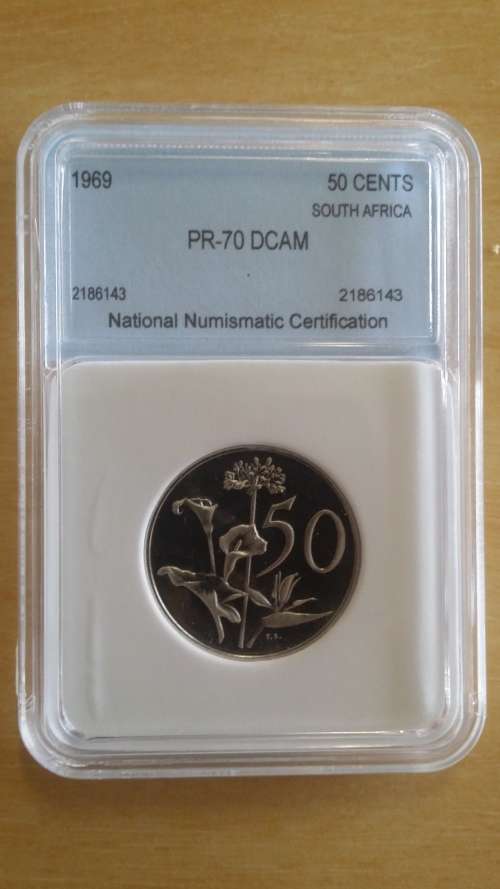 1969 50 CENTS
SOUTH AFRICA
PR-70 DCAM
2186143 2186143
National Numismatic Certification
50
T.S.